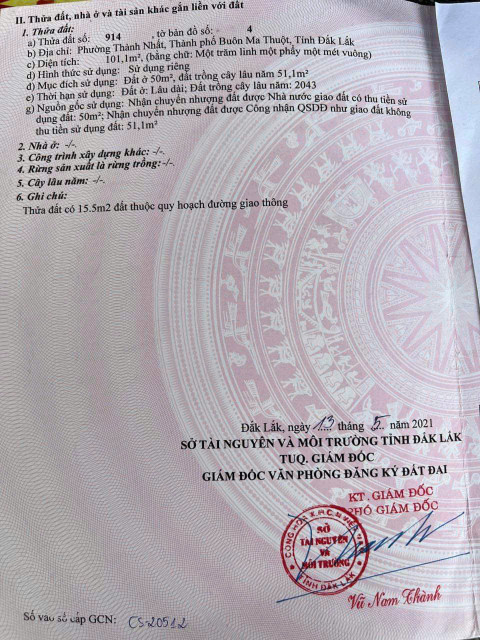 II. Thửa đất, nhà ở và tài sản khác gắn liền với đất
1. Thửa đất:
a) Thửa đất số: 914 , tờ bản đồ số: 4
b) Địa chỉ: Phường Thành Nhất, Thành phố Buôn Ma Thuột, Tỉnh Đắk Lắk
c) Diện tích: 101,1m², (bằng chữ: Một trăm linh một phẩy một mét vuông)
d) Hình thức sử dụng: Sử dụng riêng
đ) Mục đích sử dụng: Đất ở 50m², đất trồng cây lâu năm 51,1m²
e) Thời hạn sử dụng: Đất ở: Lâu dài; Đất trồng cây lâu năm: 2043
g) Nguồn gốc sử dụng: Nhận chuyển nhượng đất được Nhà nước giao đất có thu tiền sử
dụng đất: 50m²; Nhận chuyển nhượng đất được Công nhận QSDĐ như giao đất không
thu tiền sử dụng đất: 51,1m²
2. Nhà ở: -/-.
3. Công trình xây dựng khác: -/-.
4. Rừng sản xuất là rừng trồng: -/-.
5. Cây lâu năm: -/-.
6. Ghi chú:
Thửa đất có 15.5m2 đất thuộc quy hoạch đường giao thông
Đắk Lắk, ngày 13 tháng 5 năm 2021
SỞ TÀI NGUYÊN VÀ MÔI TRƯỜNG TỈNH ĐẮK LẮK
TUQ. GIÁM ĐỐC
GIÁM ĐỐC VĂN PHÒNG ĐĂNG KÝ ĐẤT ĐAI
KT. GIÁM ĐỐC
PHÓ GIÁM ĐỐC
SỞ
TÀI NGUYÊN
VÀ
MÔI TRƯỜNG
TỈNH ĐẮK LẮK
Vũ Nam Thành
Số vào sổ cấp GCN: CS20512